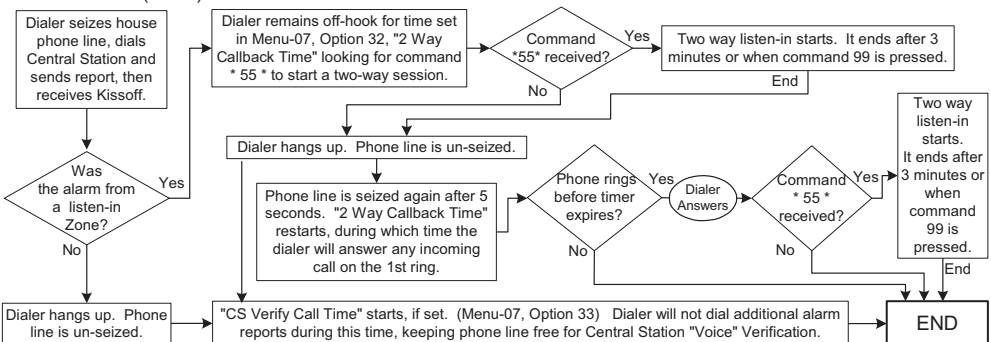 Dialer seizes house
phone line, dials
Central Station and
sends report, then
receives Kissoff.
Dialer remains off-hook for time set
in Menu-07, Option 32, "2 Way
Callback Time" looking for command
* 55 * to start a two-way session.
Command
*55* received?
Yes
No
Two way listen-in starts. It ends after 3
minutes or when command 99 is pressed.
End
Was
the alarm from
a listen-in
Zone?
Yes
No
Dialer hangs up. Phone line is un-seized.
Phone line is seized again after 5
seconds. "2 Way Callback Time"
restarts, during which time the
dialer will answer any incoming
call on the 1st ring.
Phone rings
before timer
expires?
Yes
No
Dialer
Answers
Command
* 55 *
received?
Yes
No
Two way
listen-in
starts.
It ends after
3 minutes or
when
command
99 is
pressed.
End
Dialer hangs up. Phone
line is un-seized.
"CS Verify Call Time" starts, if set. (Menu-07, Option 33) Dialer will not dial additional alarm
reports during this time, keeping phone line free for Central Station "Voice" Verification.
END